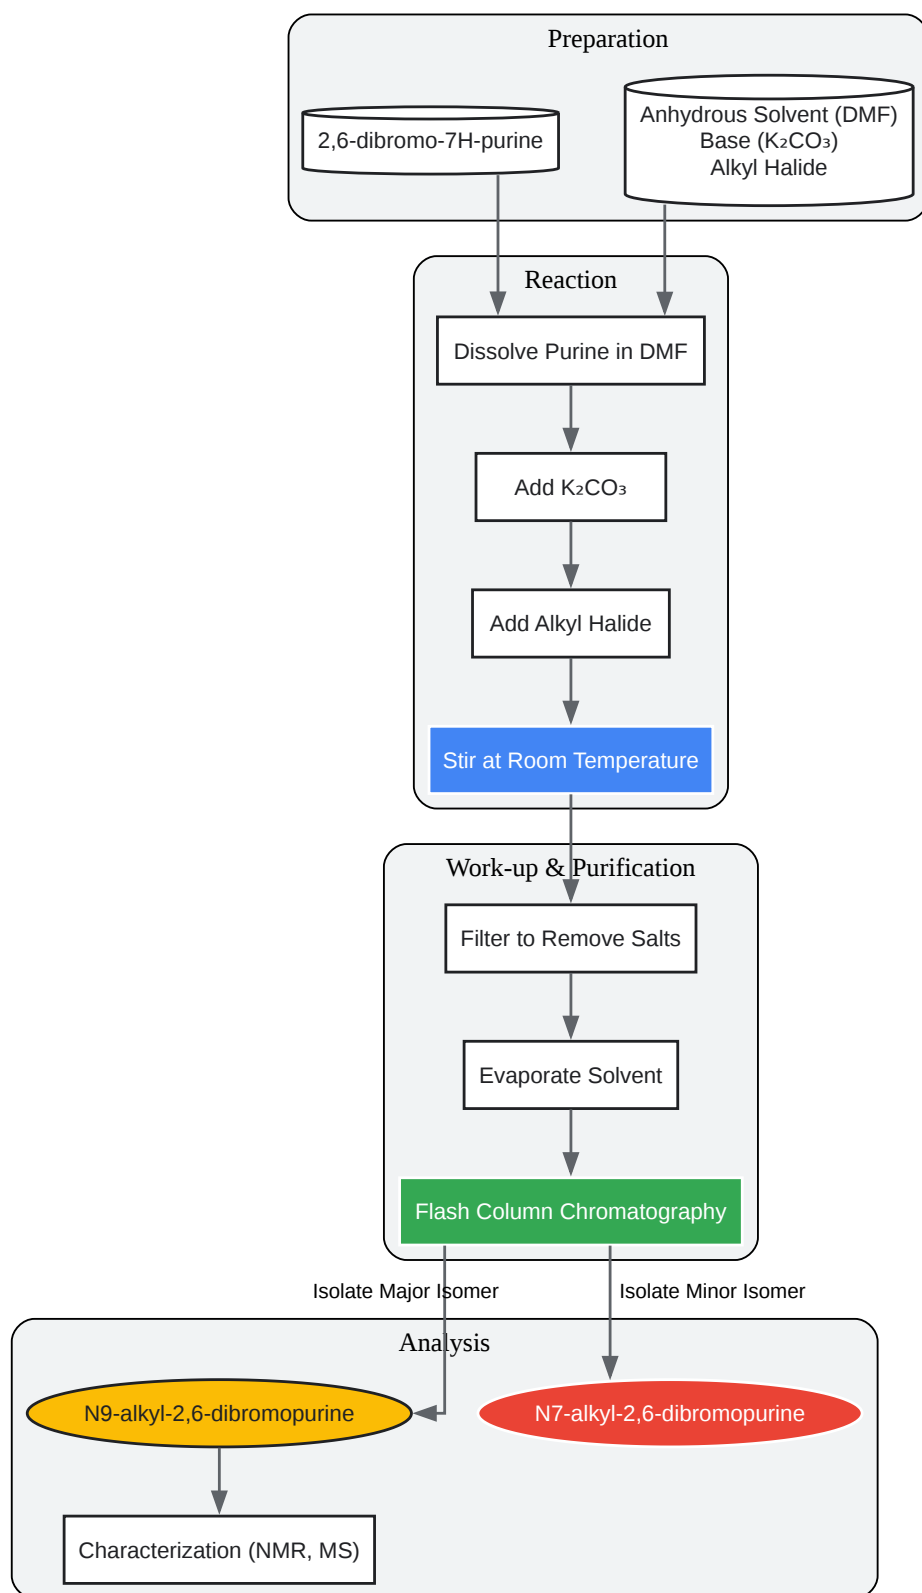 Preparation
2,6-dibromo-7H-purine
Anhydrous Solvent (DMF)
Base (K₂CO₃)
Alkyl Halide
Reaction
Dissolve Purine in DMF
Add K₂CO₃
Add Alkyl Halide
Stir at Room Temperature
Work-up & Purification
Filter to Remove Salts
Evaporate Solvent
Flash Column Chromatography
Isolate Major Isomer
Isolate Minor Isomer
Analysis
N9-alkyl-2,6-dibromopurine
N7-alkyl-2,6-dibromopurine
Characterization (NMR, MS)